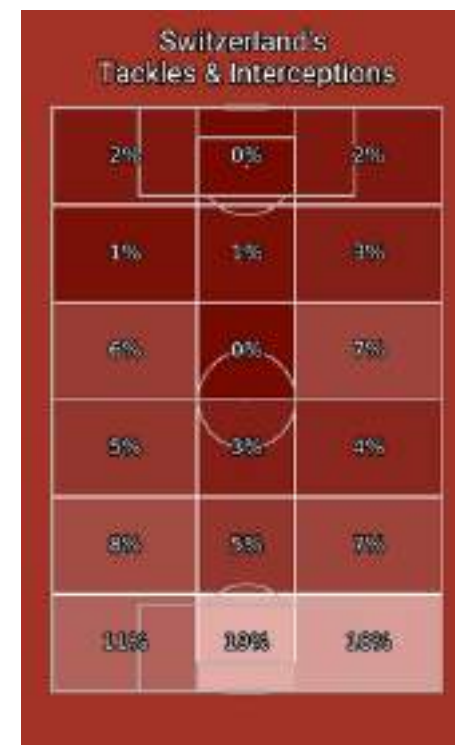 Switzerland's
Tackles & Interceptions
2% 0% 2%
1% 1% 3%
6% 0% 7%
5% 3% 4%
8% 5% 7%
11% 19% 16%